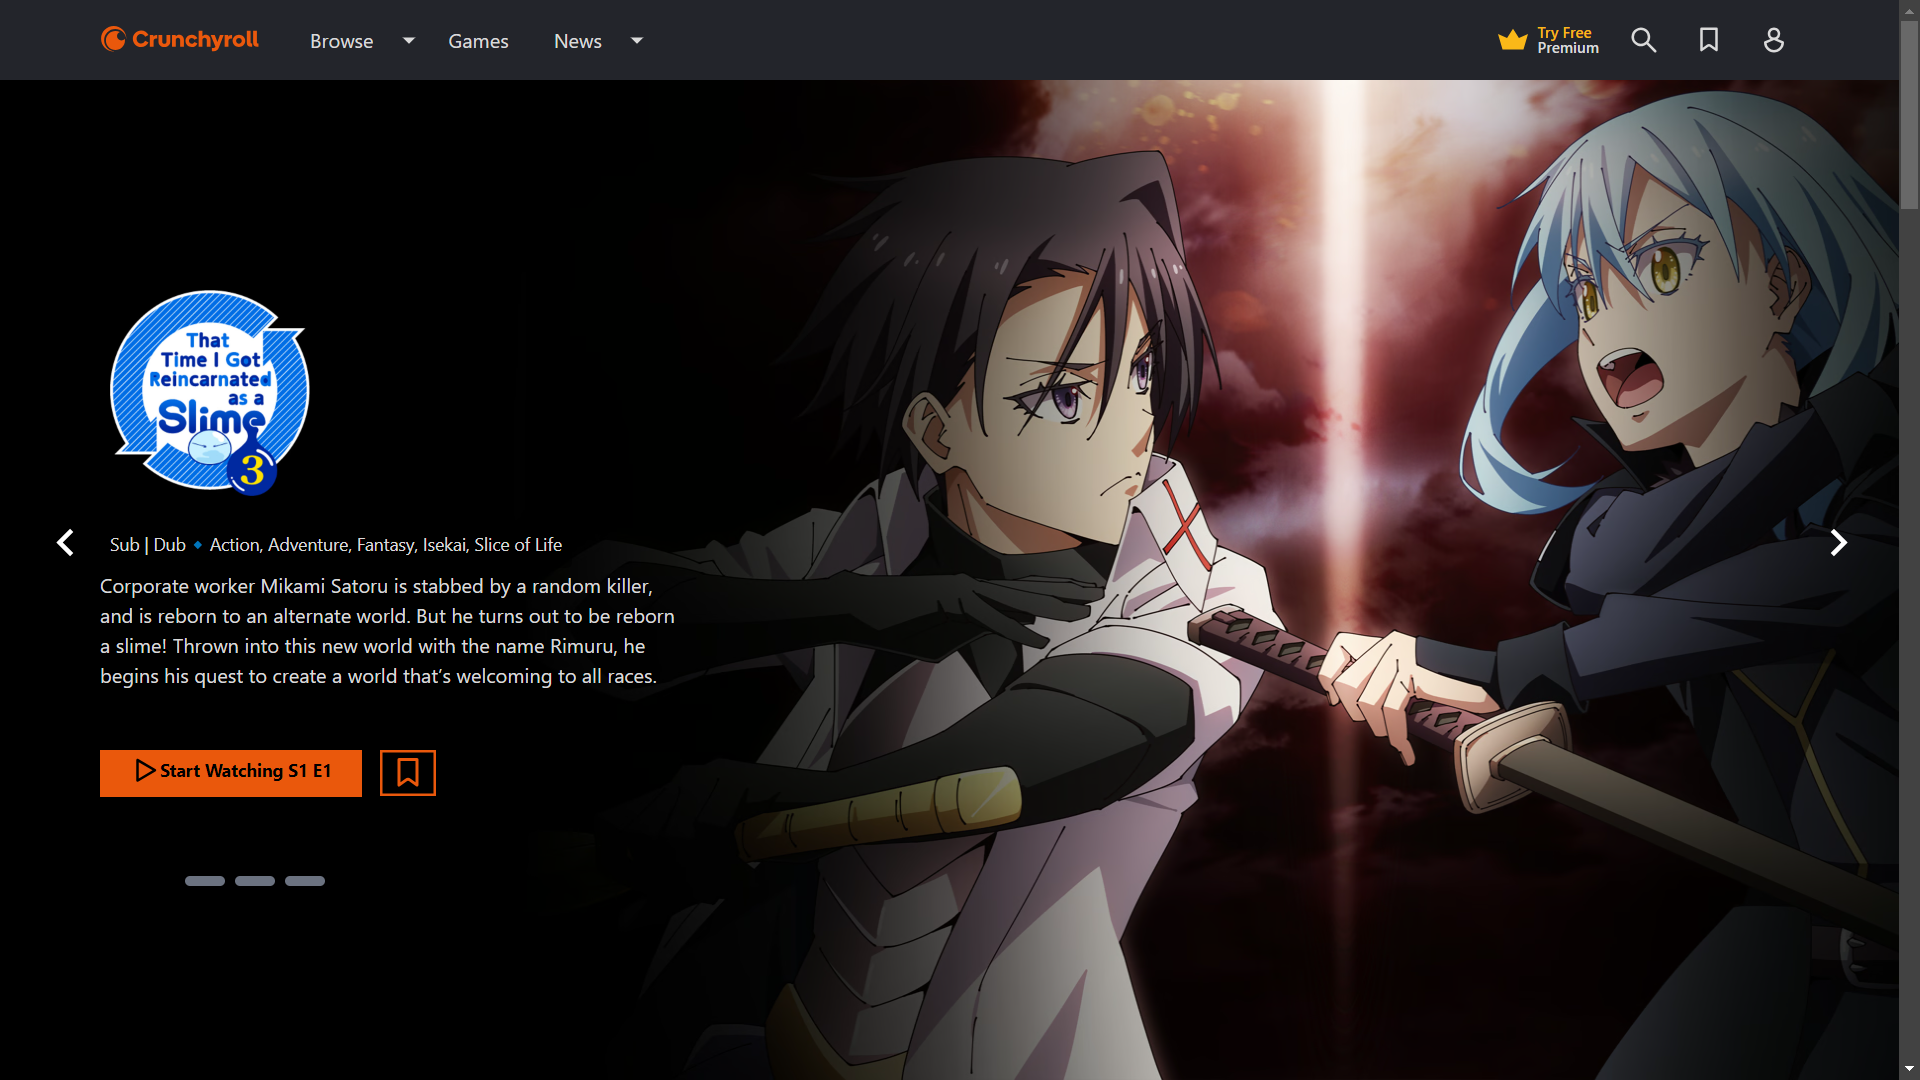 Crunchyroll
Browse
Games
News
Try Free
Premium
That
Time I Got
Reincarnated
as a
Slime
3
Sub | Dub ◆ Action, Adventure, Fantasy, Isekai, Slice of Life
Corporate worker Mikami Satoru is stabbed by a random killer,
and is reborn to an alternate world. But he turns out to be reborn
a slime! Thrown into this new world with the name Rimuru, he
begins his quest to create a world that’s welcoming to all races.
Start Watching S1 E1